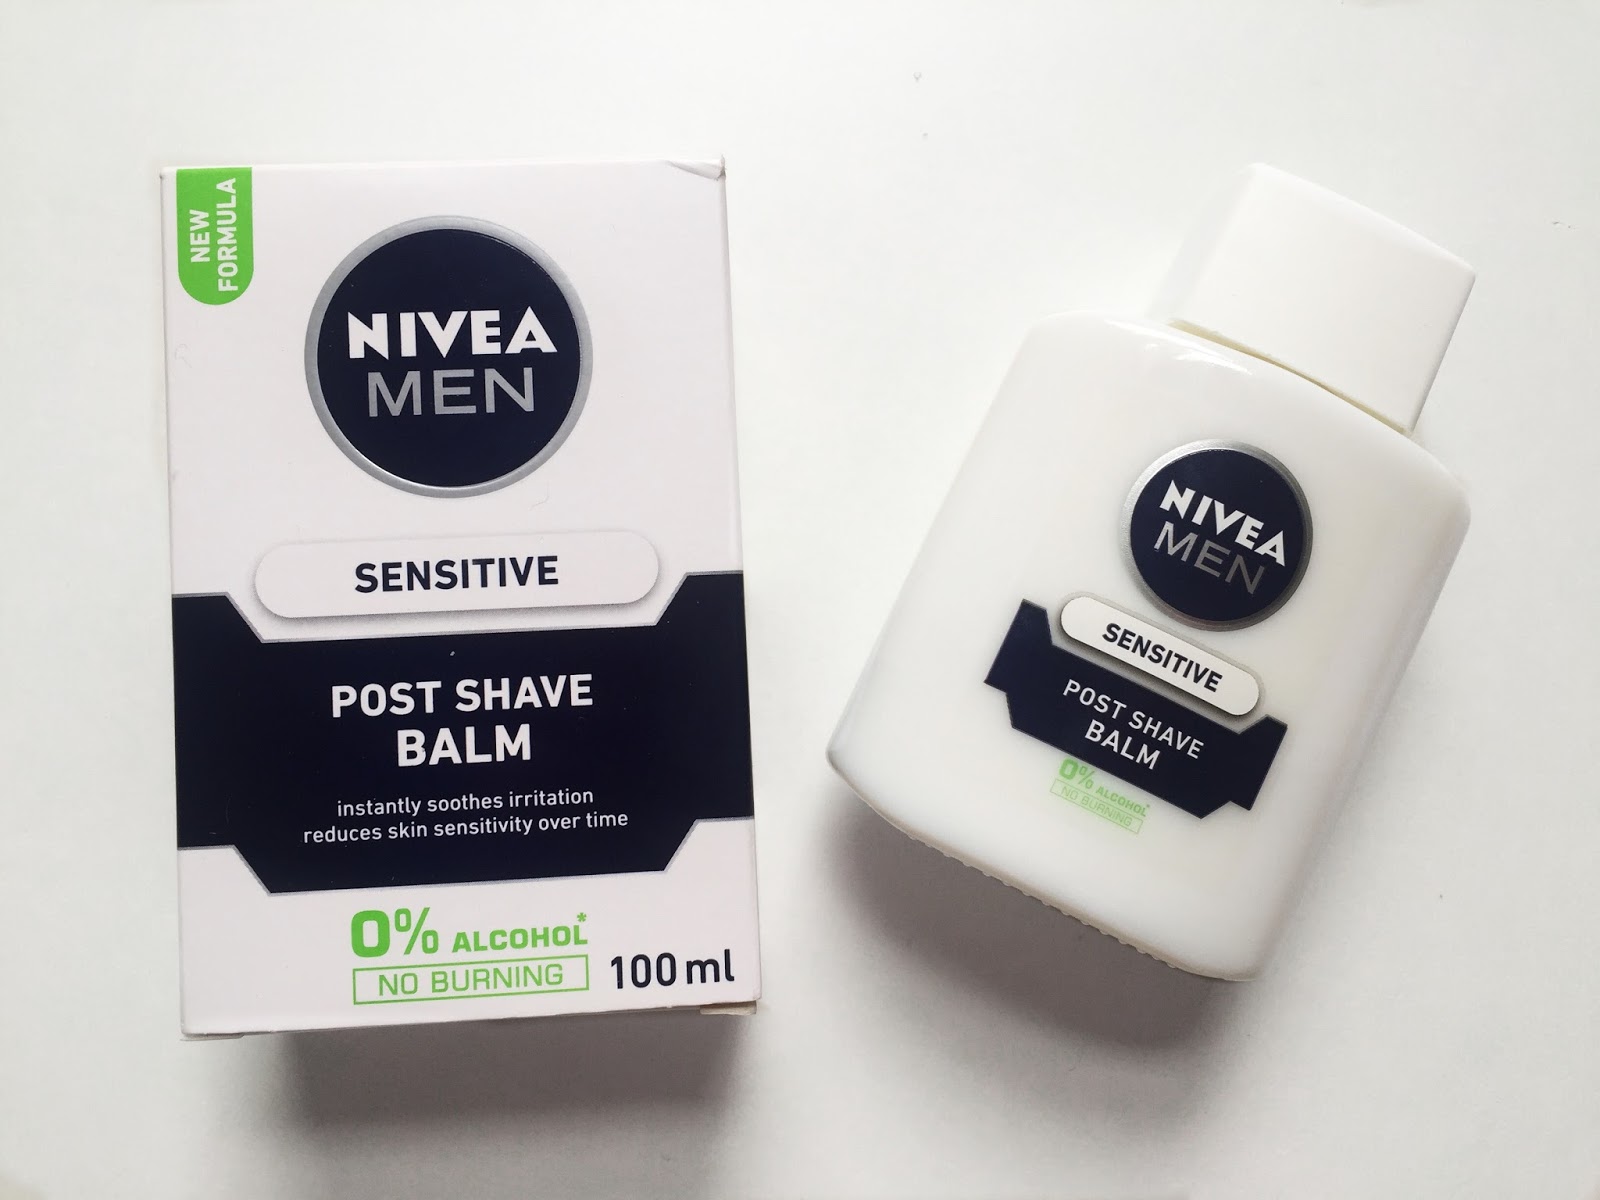 NEW
FORMULA
NIVEA
MEN
SENSITIVE
POST SHAVE
BALM
instantly soothes irritation
reduces skin sensitivity over time
0% ALCOHOL*
NO BURNING
100 ml
NIVEA
MEN
SENSITIVE
POST SHAVE
BALM
0% ALCOHOL*
NO BURNING